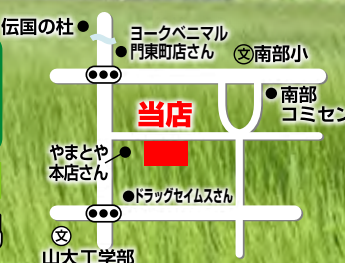 伝国の杜
ヨークベニマル
門東町店さん
文南部小
南部
コミセン
当店
やまとや
本店さん
ドラッグセイムスさん
文
山大工学部